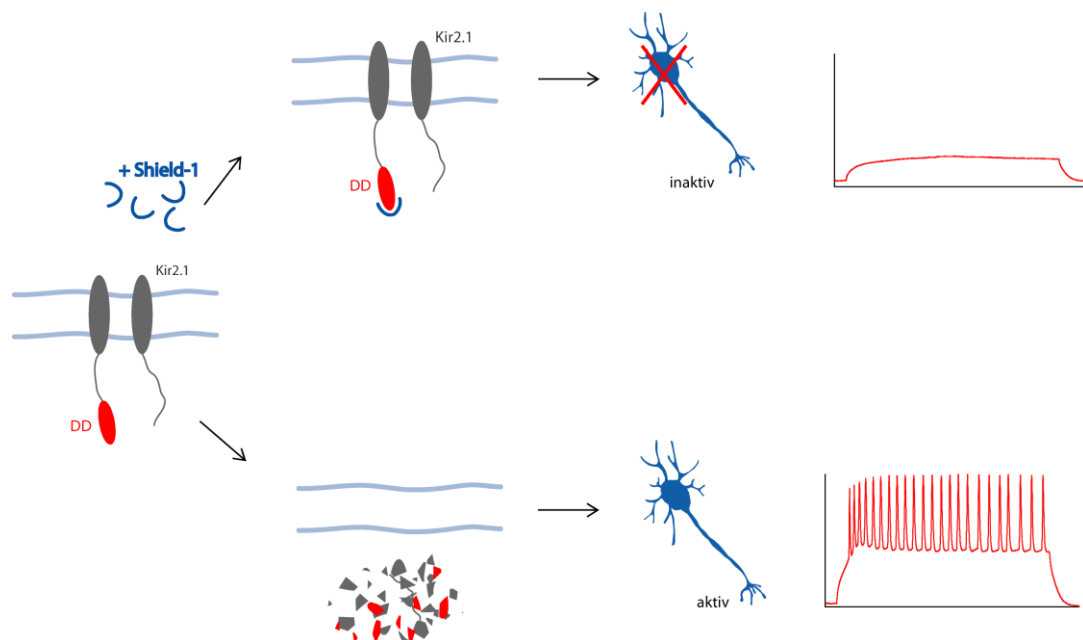 Kir2.1
+ Shield-1
DD
inaktiv
Kir2.1
DD
aktiv